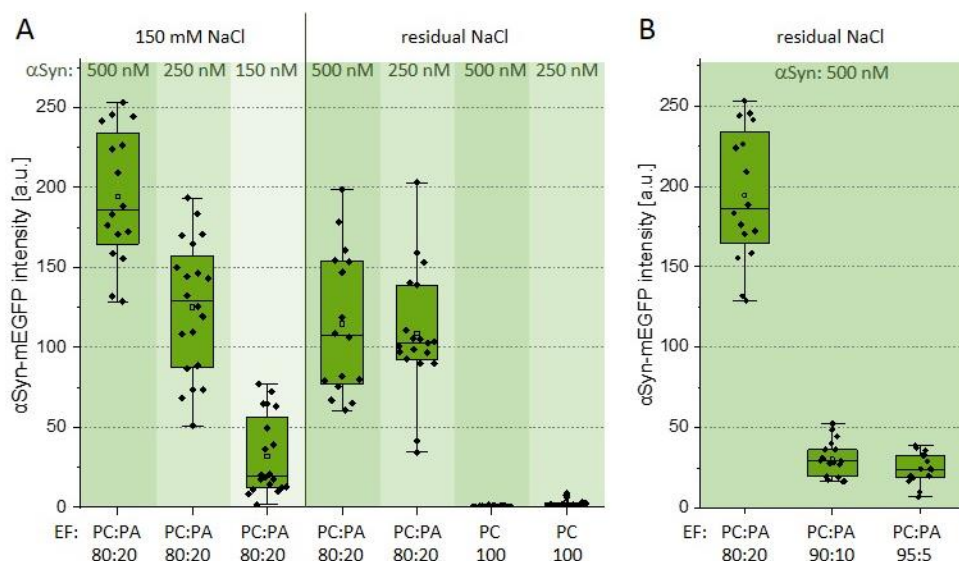 A
150 mM NaCl
residual NaCl
αSyn: 500 nM 250 nM 150 nM 500 nM 250 nM 500 nM 250 nM
αSyn-mEGFP intensity [a.u.]
250
200
150
100
50
0
EF: PC:PA PC:PA PC:PA PC:PA PC:PA PC PC
80:20 80:20 80:20 80:20 80:20 100 100
B
residual NaCl
αSyn: 500 nM
αSyn-mEGFP intensity [a.u.]
250
200
150
100
50
0
EF: PC:PA PC:PA PC:PA
80:20 90:10 95:5